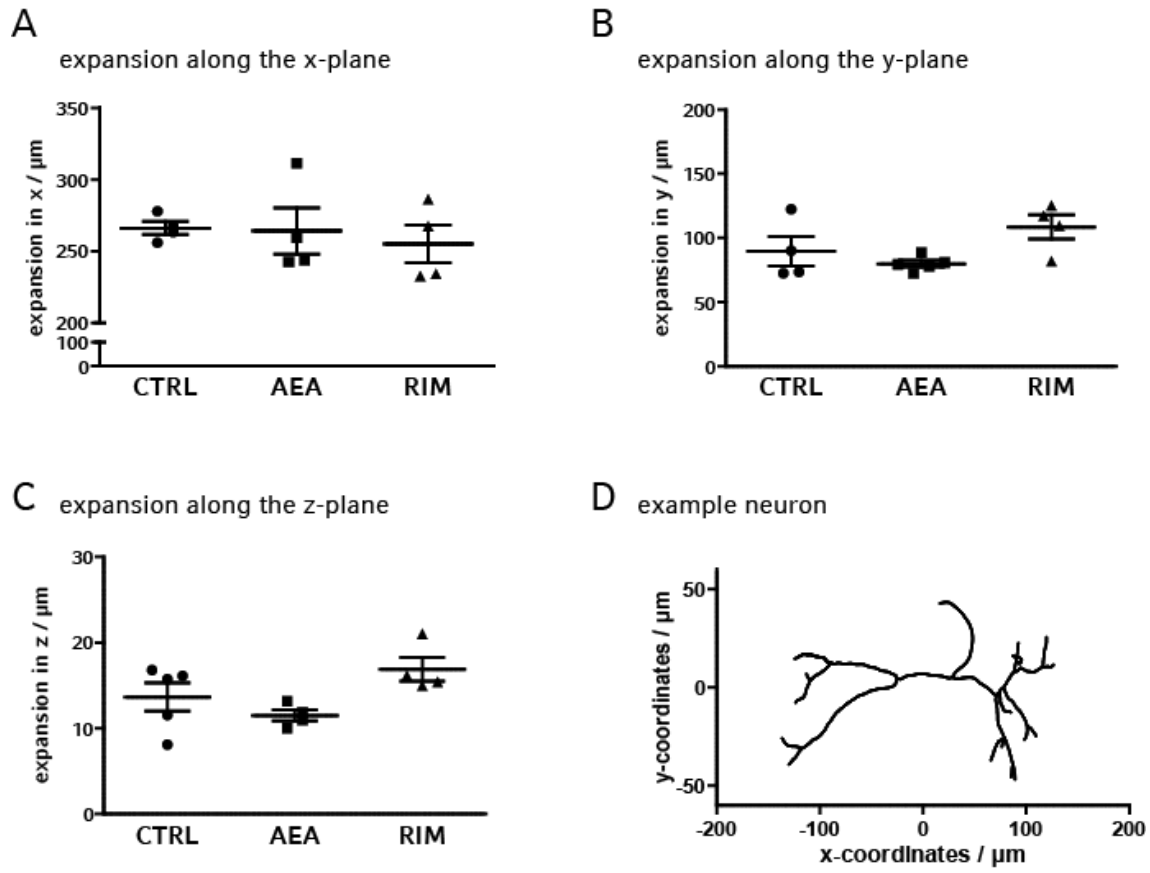 A
expansion along the x-plane
expansion in x / µm
350
300
250
200
100
0
CTRL AEA RIM
B
expansion along the y-plane
expansion in y / µm
200
150
100
50
0
CTRL AEA RIM
C
expansion along the z-plane
expansion in z / µm
30
20
10
0
CTRL AEA RIM
D
example neuron
y-coordinates / µm
50
0
-50
-200 -100 0 100 200
x-coordinates / µm